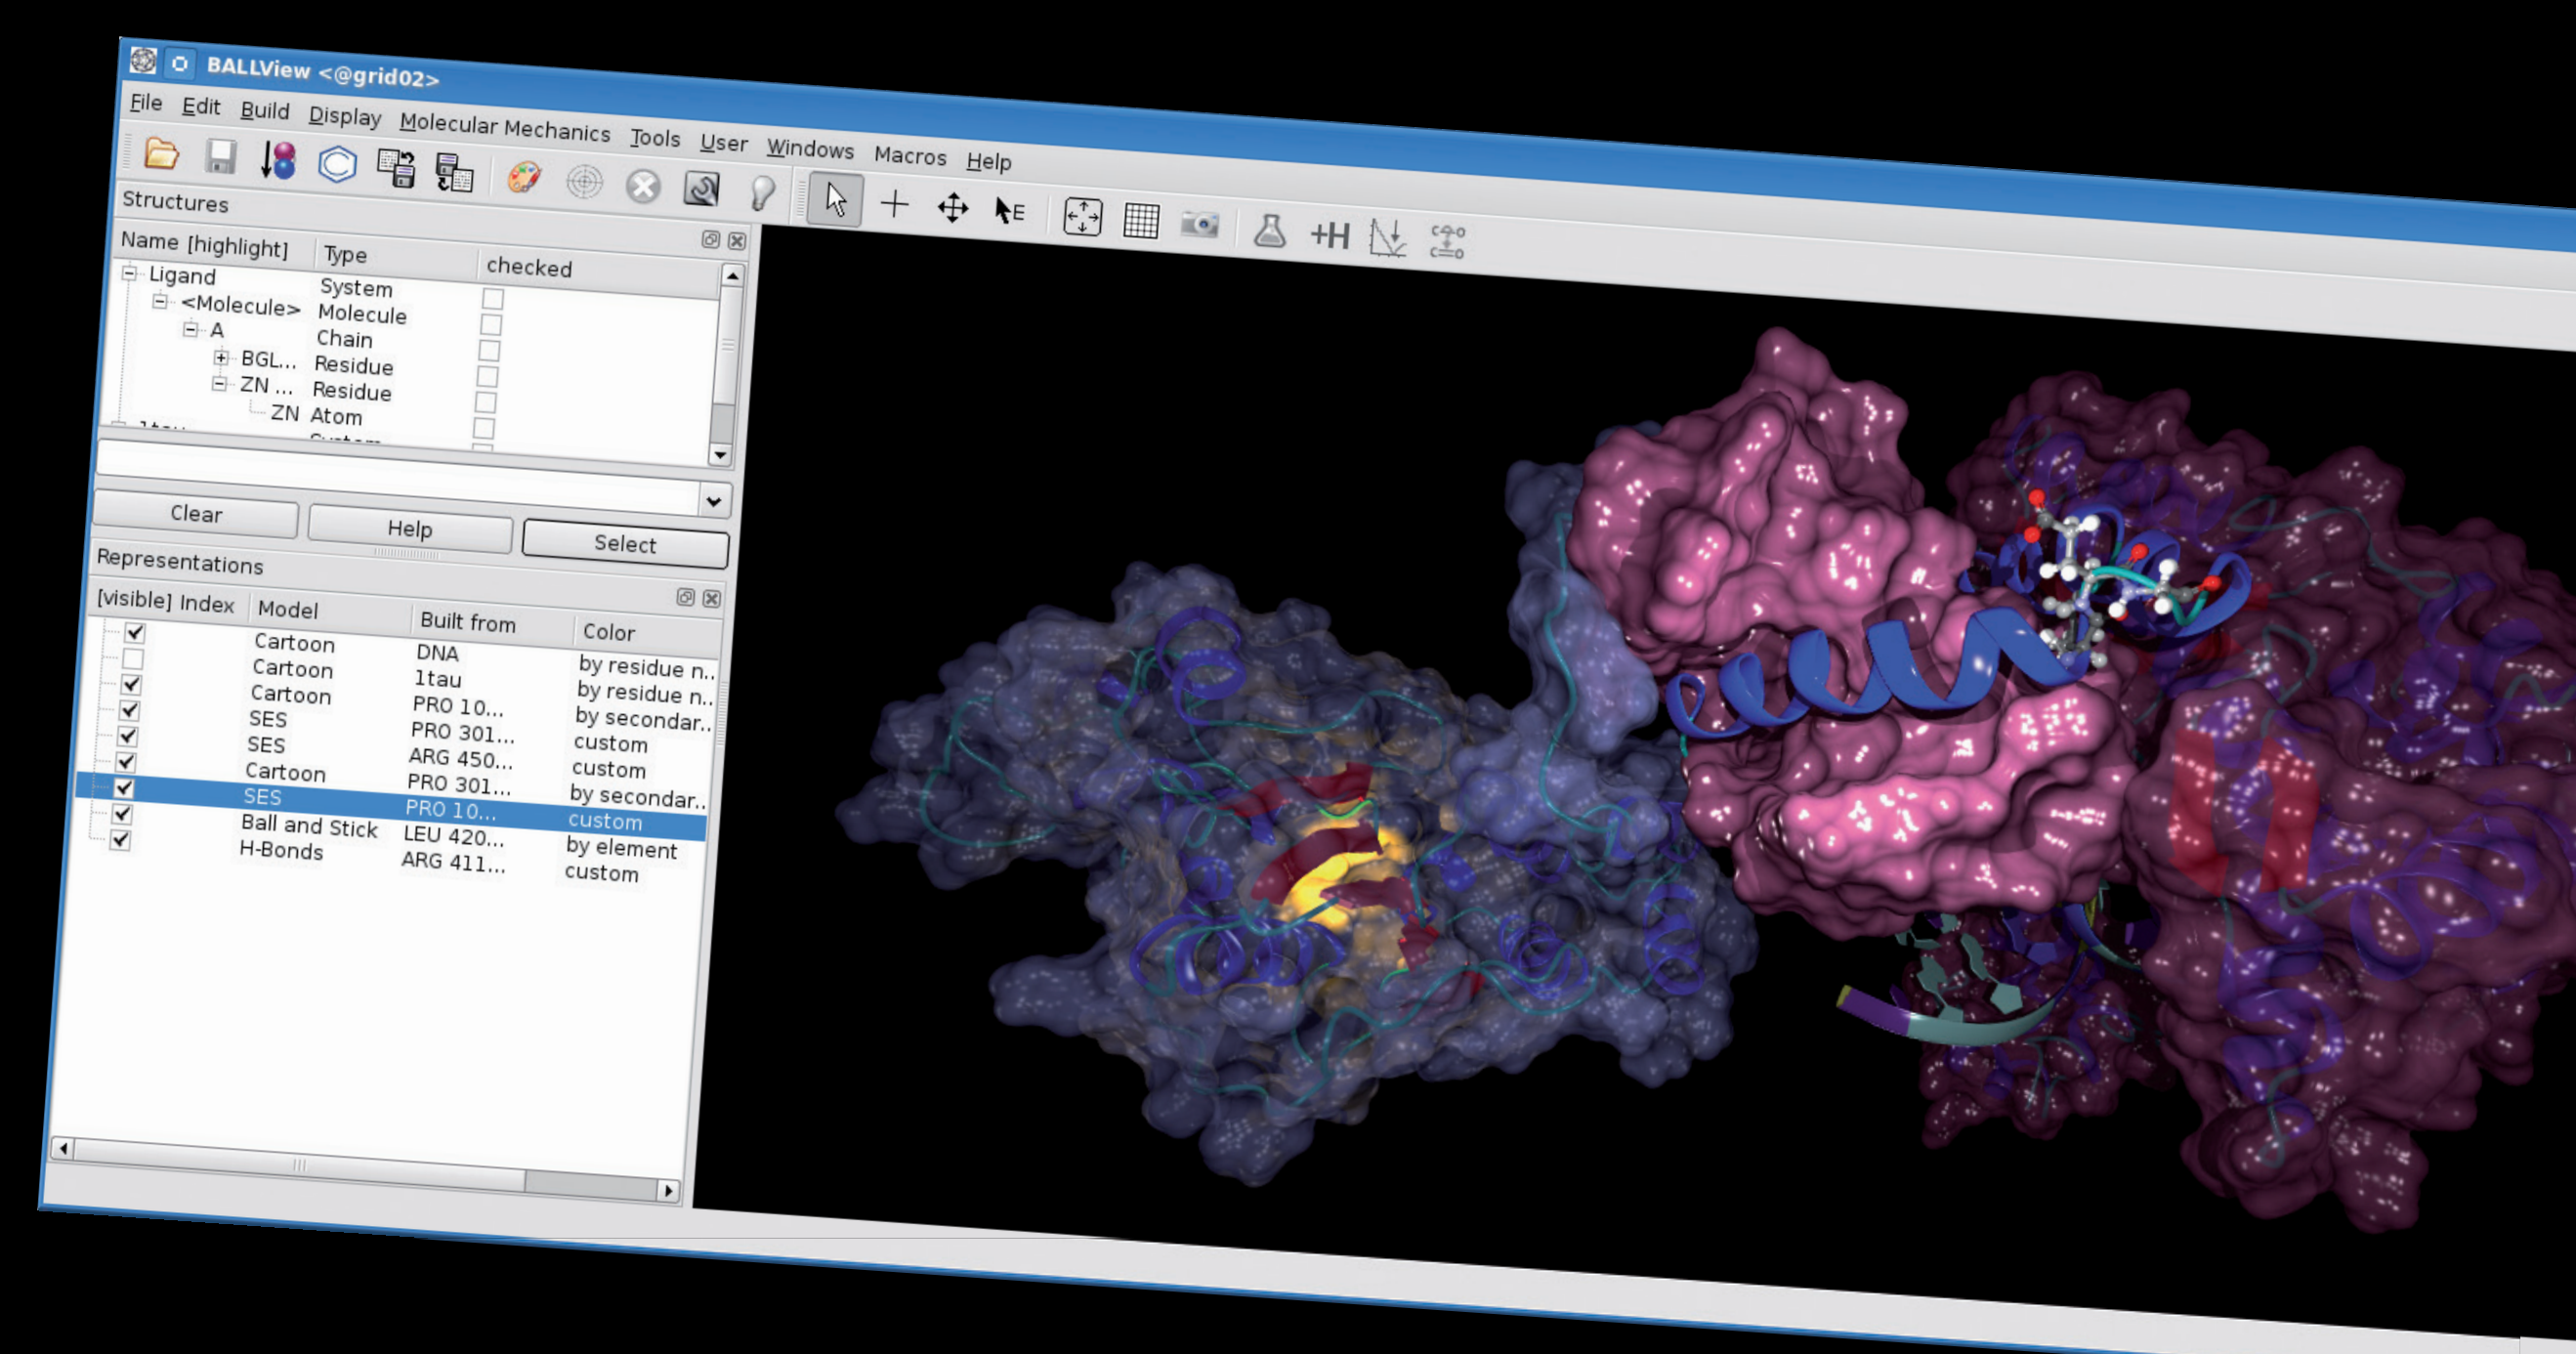 BALLView <@grid02>
File Edit Build Display Molecular Mechanics Tools User Windows Macros Help
E +H
Structures
Name [highlight] Type checked
Ligand System
<Molecule> Molecule
A Chain
BGL... Residue
ZN ... Residue
ZN Atom
1tau System
Clear Help Select
Representations
[visible] Index Model Built from Color
Cartoon DNA by residue n..
Cartoon 1tau by residue n..
Cartoon PRO 10... by secondar..
SES PRO 301... custom
SES ARG 450... custom
Cartoon PRO 301... by secondar..
SES PRO 10... custom
Ball and Stick LEU 420... by element
H-Bonds ARG 411... custom